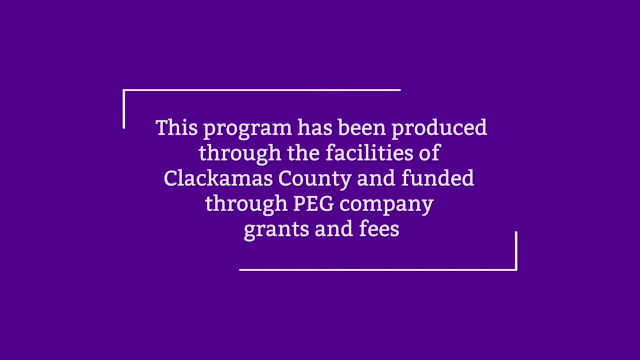 This program has been produced
through the facilities of
Clackamas County and funded
through PEG company
grants and fees